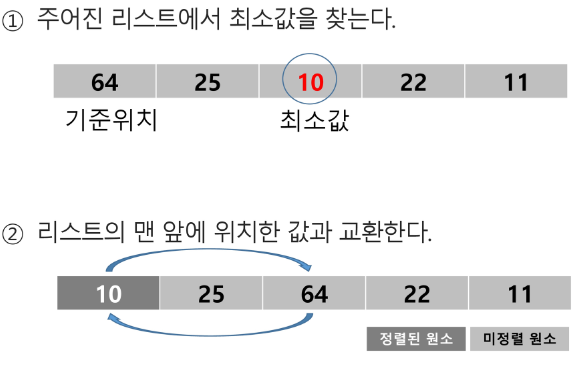 ① 주어진 리스트에서 최소값을 찾는다.
64 25 10 22 11
기준위치 최소값
② 리스트의 맨 앞에 위치한 값과 교환한다.
10 25 64 22 11
정렬된 원소 미정렬 원소